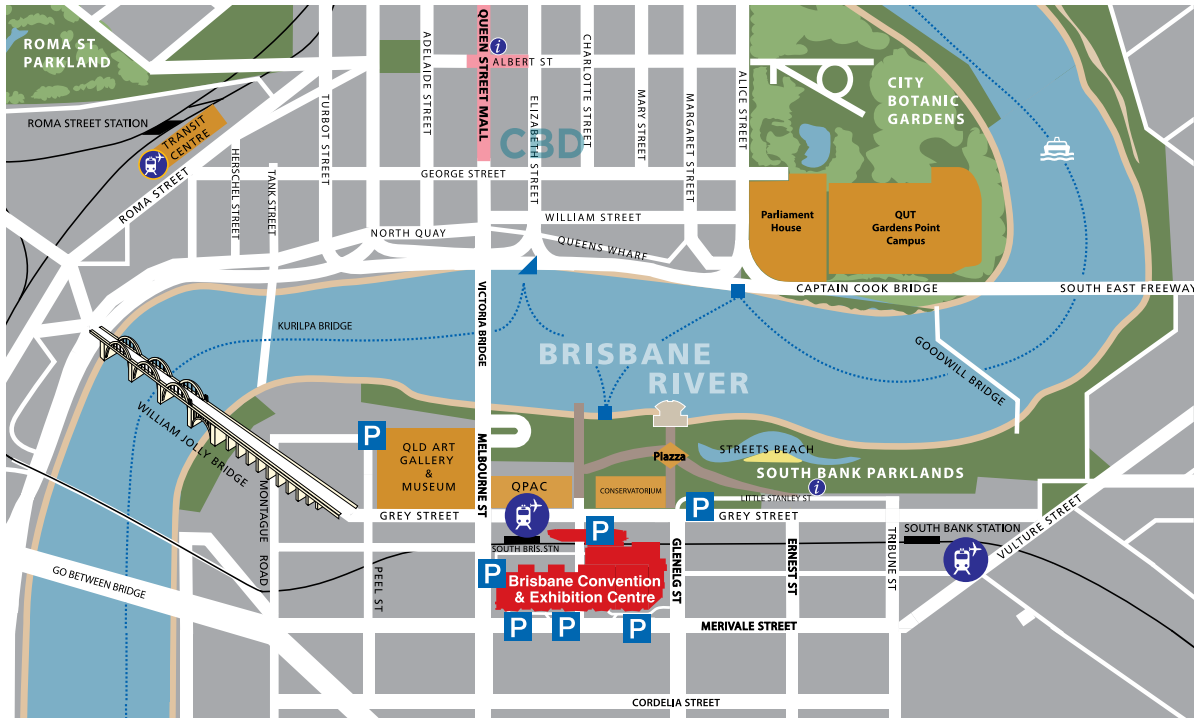 ROMA ST
PARKLAND
ROMA STREET STATION
TRANSIT
CENTRE
ROMA STREET
HERSCHEL STREET
TANK STREET
TURBOT STREET
ADELAIDE STREET
QUEEN STREET MALL
i
ALBERT ST
ELIZABETH STREET
CHARLOTTE STREET
MARY STREET
MARGARET STREET
ALICE STREET
CBD
GEORGE STREET
WILLIAM STREET
NORTH QUAY
QUEENS WHARF
CITY
BOTANIC
GARDENS
Parliament
House
QUT
Gardens Point
Campus
CAPTAIN COOK BRIDGE
SOUTH EAST FREEWAY
VICTORIA BRIDGE
KURILPA BRIDGE
BRISBANE
RIVER
GOODWILL BRIDGE
WILLIAM JOLLY BRIDGE
P
QLD ART
GALLERY
&
MUSEUM
MELBOURNE ST
QPAC
CONSERVATORIUM
Plazza
STREETS BEACH
SOUTH BANK PARKLANDS
i
LITTLE STANLEY ST
P
GREY STREET
GREY STREET
P
SOUTH BRIS.STN
SOUTH BANK STATION
VULTURE STREET
MONTAGUE ROAD
PEEL ST
GLENELG ST
ERNEST ST
TRIBUNE ST
GO BETWEEN BRIDGE
P
Brisbane Convention
& Exhibition Centre
P
P
P
MERIVALE STREET
CORDELIA STREET